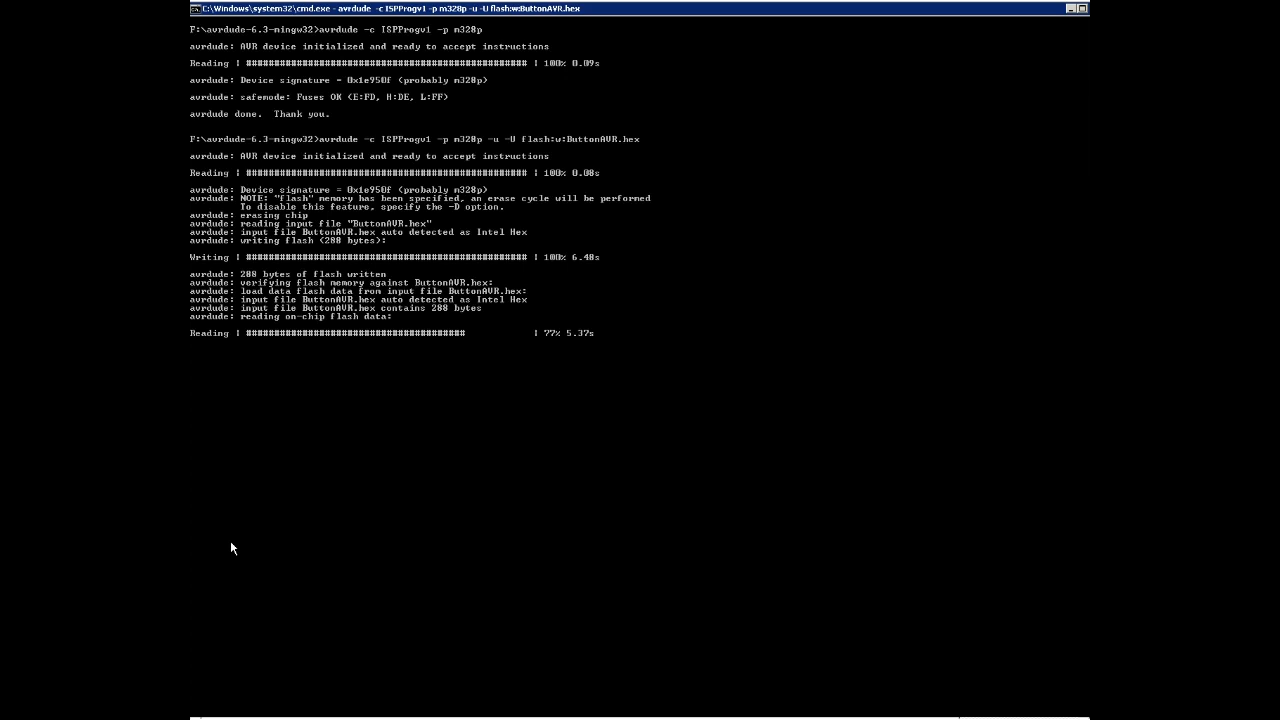 C:\Windows\system32\cmd.exe - avrdude -c ISPProgv1 -p m328p -u -U flash:w:ButtonAVR.hex
F:\avrdude-6.3-mingw32>avrdude -c ISPProgv1 -p m328p
avrdude: AVR device initialized and ready to accept instructions
Reading | ################################################## | 100% 0.09s
avrdude: Device signature = 0x1e950f (probably m328p)
avrdude: safemode: Fuses OK (E:FD, H:DE, L:FF)
avrdude done.  Thank you.
F:\avrdude-6.3-mingw32>avrdude -c ISPProgv1 -p m328p -u -U flash:w:ButtonAVR.hex
avrdude: AVR device initialized and ready to accept instructions
Reading | ################################################## | 100% 0.08s
avrdude: Device signature = 0x1e950f (probably m328p)
avrdude: NOTE: "flash" memory has been specified, an erase cycle will be performed
To disable this feature, specify the -D option.
avrdude: erasing chip
avrdude: reading input file "ButtonAVR.hex"
avrdude: input file ButtonAVR.hex auto detected as Intel Hex
avrdude: writing flash (288 bytes):
Writing | ################################################## | 100% 6.48s
avrdude: 288 bytes of flash written
avrdude: verifying flash memory against ButtonAVR.hex:
avrdude: load data flash data from input file ButtonAVR.hex:
avrdude: input file ButtonAVR.hex auto detected as Intel Hex
avrdude: input file ButtonAVR.hex contains 288 bytes
avrdude: reading on-chip flash data:
Reading | #######################################            | 77% 5.37s